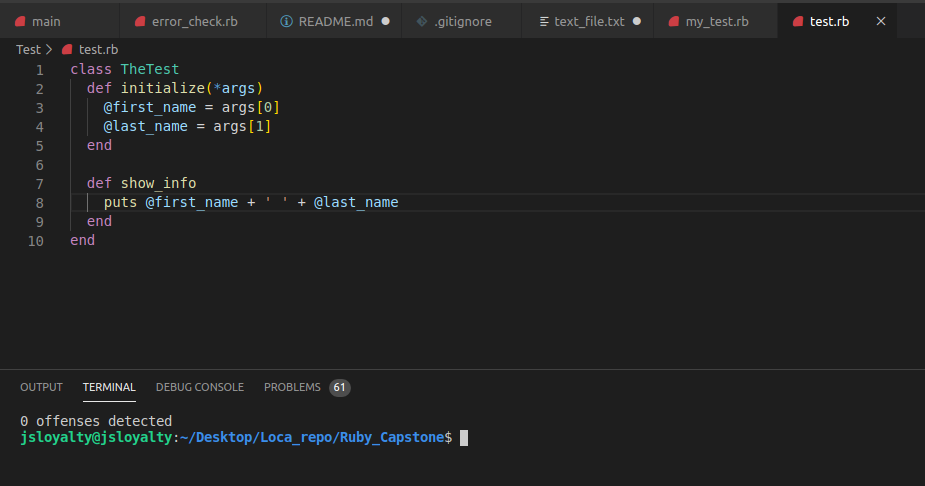 main error_check.rb README.md .gitignore text_file.txt my_test.rb test.rb
Test > test.rb
1 class TheTest
2 def initialize(*args)
3 @first_name = args[0]
4 @last_name = args[1]
5 end
6
7 def show_info
8 puts @first_name + ' ' + @last_name
9 end
10 end
OUTPUT TERMINAL DEBUG CONSOLE PROBLEMS 61
0 offenses detected
jsloyalty@jsloyalty:~/Desktop/Loca_repo/Ruby_Capstone$